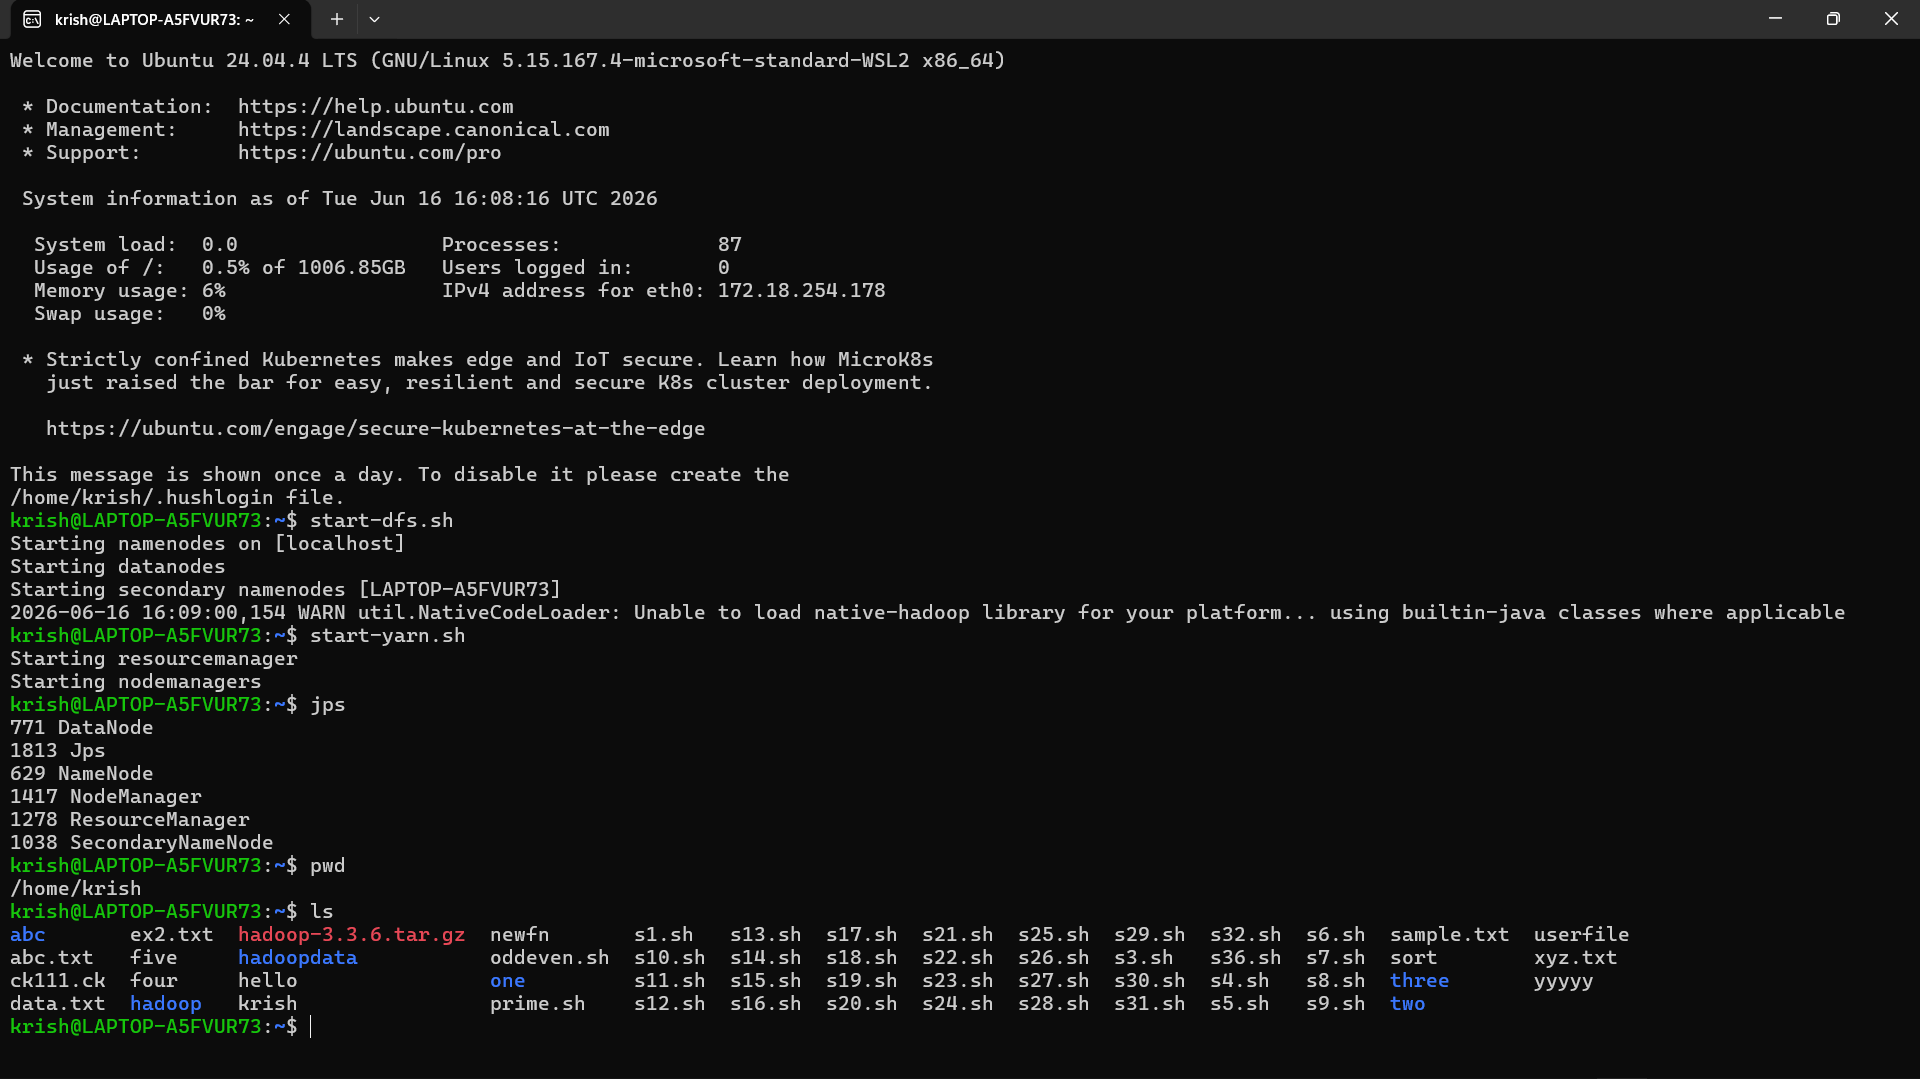 krish@LAPTOP-A5FVUR73: ~
Welcome to Ubuntu 24.04.4 LTS (GNU/Linux 5.15.167.4-microsoft-standard-WSL2 x86_64)

 * Documentation:  https://help.ubuntu.com
 * Management:     https://landscape.canonical.com
 * Support:        https://ubuntu.com/pro

 System information as of Tue Jun 16 16:08:16 UTC 2026

  System load:  0.0                 Processes:             87
  Usage of /:   0.5% of 1006.85GB   Users logged in:       0
  Memory usage: 6%                  IPv4 address for eth0: 172.18.254.178
  Swap usage:   0%

 * Strictly confined Kubernetes makes edge and IoT secure. Learn how MicroK8s
   just raised the bar for easy, resilient and secure K8s cluster deployment.

   https://ubuntu.com/engage/secure-kubernetes-at-the-edge

This message is shown once a day. To disable it please create the
/home/krish/.hushlogin file.
krish@LAPTOP-A5FVUR73:~$ start-dfs.sh
Starting namenodes on [localhost]
Starting datanodes
Starting secondary namenodes [LAPTOP-A5FVUR73]
2026-06-16 16:09:00,154 WARN util.NativeCodeLoader: Unable to load native-hadoop library for your platform... using builtin-java classes where applicable
krish@LAPTOP-A5FVUR73:~$ start-yarn.sh
Starting resourcemanager
Starting nodemanagers
krish@LAPTOP-A5FVUR73:~$ jps
771 DataNode
1813 Jps
629 NameNode
1417 NodeManager
1278 ResourceManager
1038 SecondaryNameNode
krish@LAPTOP-A5FVUR73:~$ pwd
/home/krish
krish@LAPTOP-A5FVUR73:~$ ls
abc       ex2.txt  hadoop-3.3.6.tar.gz  newfn       s1.sh   s13.sh  s17.sh  s21.sh  s25.sh  s29.sh  s32.sh  s6.sh  sample.txt  userfile
abc.txt   five     hadoopdata           oddeven.sh  s10.sh  s14.sh  s18.sh  s22.sh  s26.sh  s3.sh   s36.sh  s7.sh  sort        xyz.txt
ck111.ck  four     hello                one         s11.sh  s15.sh  s19.sh  s23.sh  s27.sh  s30.sh  s4.sh   s8.sh  three       yyyyy
data.txt  hadoop   krish                prime.sh    s12.sh  s16.sh  s20.sh  s24.sh  s28.sh  s31.sh  s5.sh   s9.sh  two
krish@LAPTOP-A5FVUR73:~$